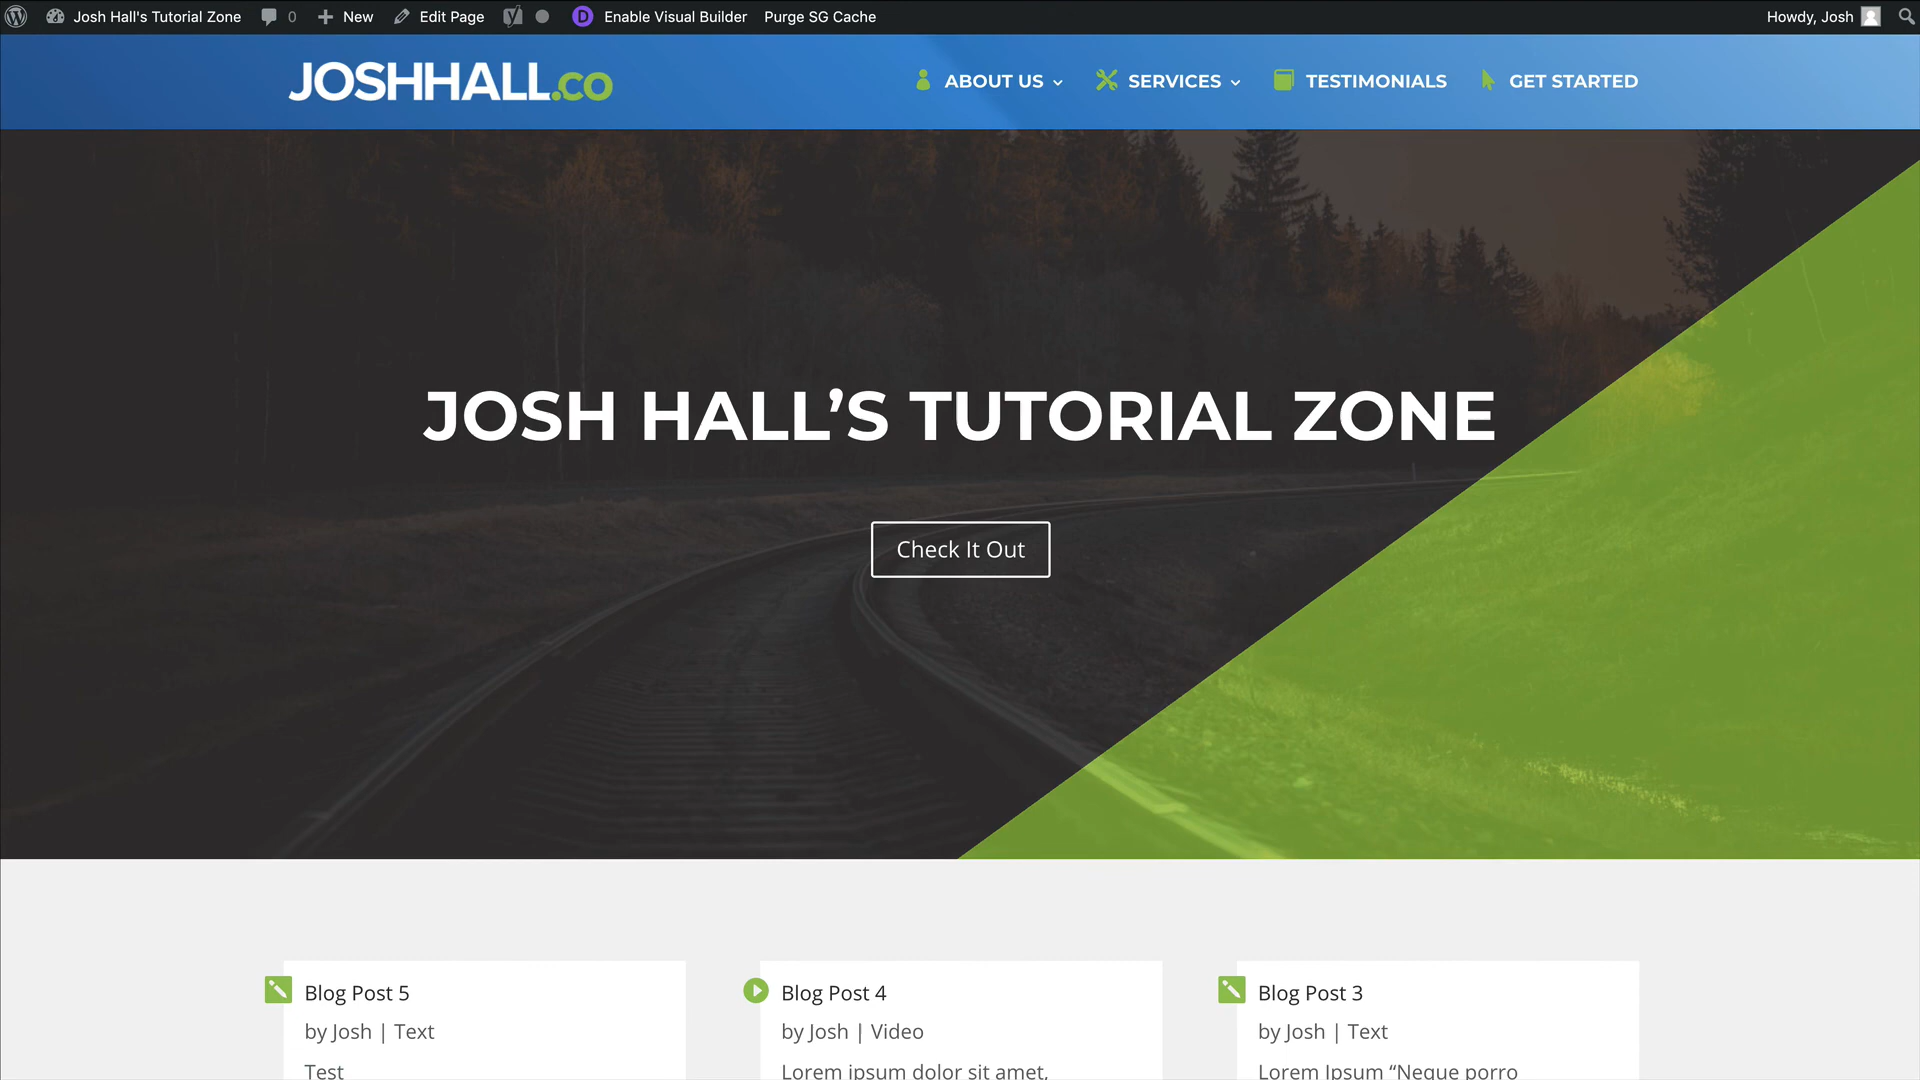 Josh Hall's Tutorial Zone 0 New Edit Page Enable Visual Builder Purge SG Cache Howdy, Josh
JOSHHALL.CO ABOUT US SERVICES TESTIMONIALS GET STARTED
JOSH HALL’S TUTORIAL ZONE
Check It Out
Blog Post 5
by Josh | Text
Test
Blog Post 4
by Josh | Video
Lorem ipsum dolor sit amet,
Blog Post 3
by Josh | Text
Lorem Ipsum “Neque porro